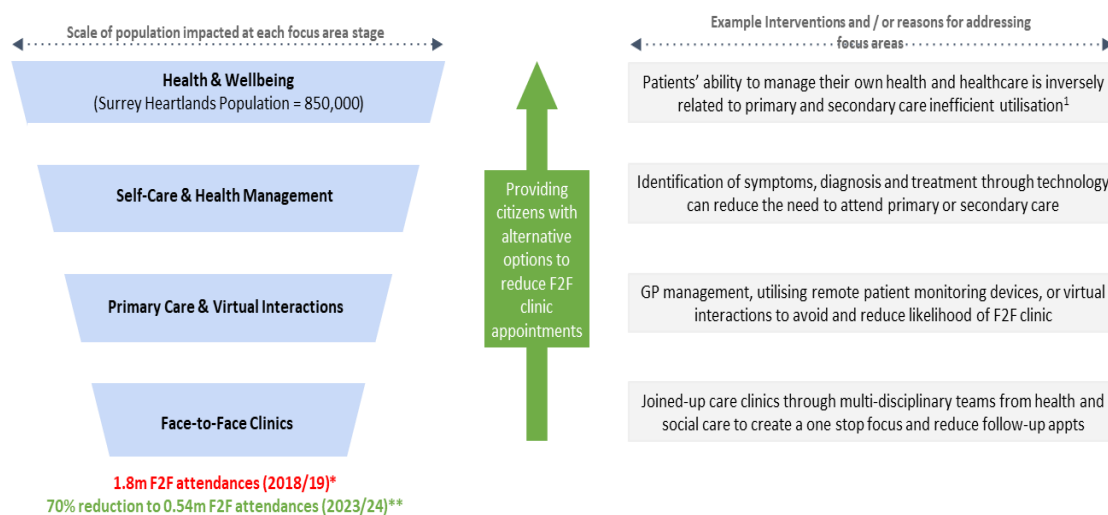 Scale of population impacted at each focus area stage
Example Interventions and / or reasons for addressing
focus areas
Health & Wellbeing
(Surrey Heartlands Population = 850,000)
Patients' ability to manage their own health and healthcare is inversely
related to primary and secondary care inefficient utilisation1
Self-Care & Health Management
Providing
citizens with
alternative
options to
reduce F2F
clinic
appointments
Identification of symptoms, diagnosis and treatment through technology
can reduce the need to attend primary or secondary care
Primary Care & Virtual Interactions
GP management, utilising remote patient monitoring devices, or virtual
interactions to avoid and reduce likelihood of F2F clinic
Face-to-Face Clinics
Joined-up care clinics through multi-disciplinary teams from health and
social care to create a one stop focus and reduce follow-up appts
1.8m F2F attendances (2018/19)*
70% reduction to 0.54m F2F attendances (2023/24)**